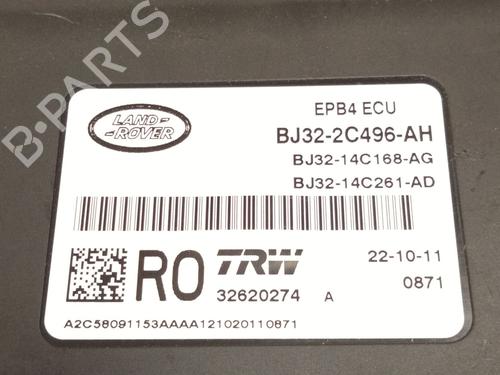 B-PARTS
LAND-
-ROVER
EPB4 ECU
BJ32-2C496-AH
BJ32-14C168-AG
BJ32-14C261-AD
RO
TRW
32620274 A
22-10-11
0871
A2C58091153AAAA121020110871